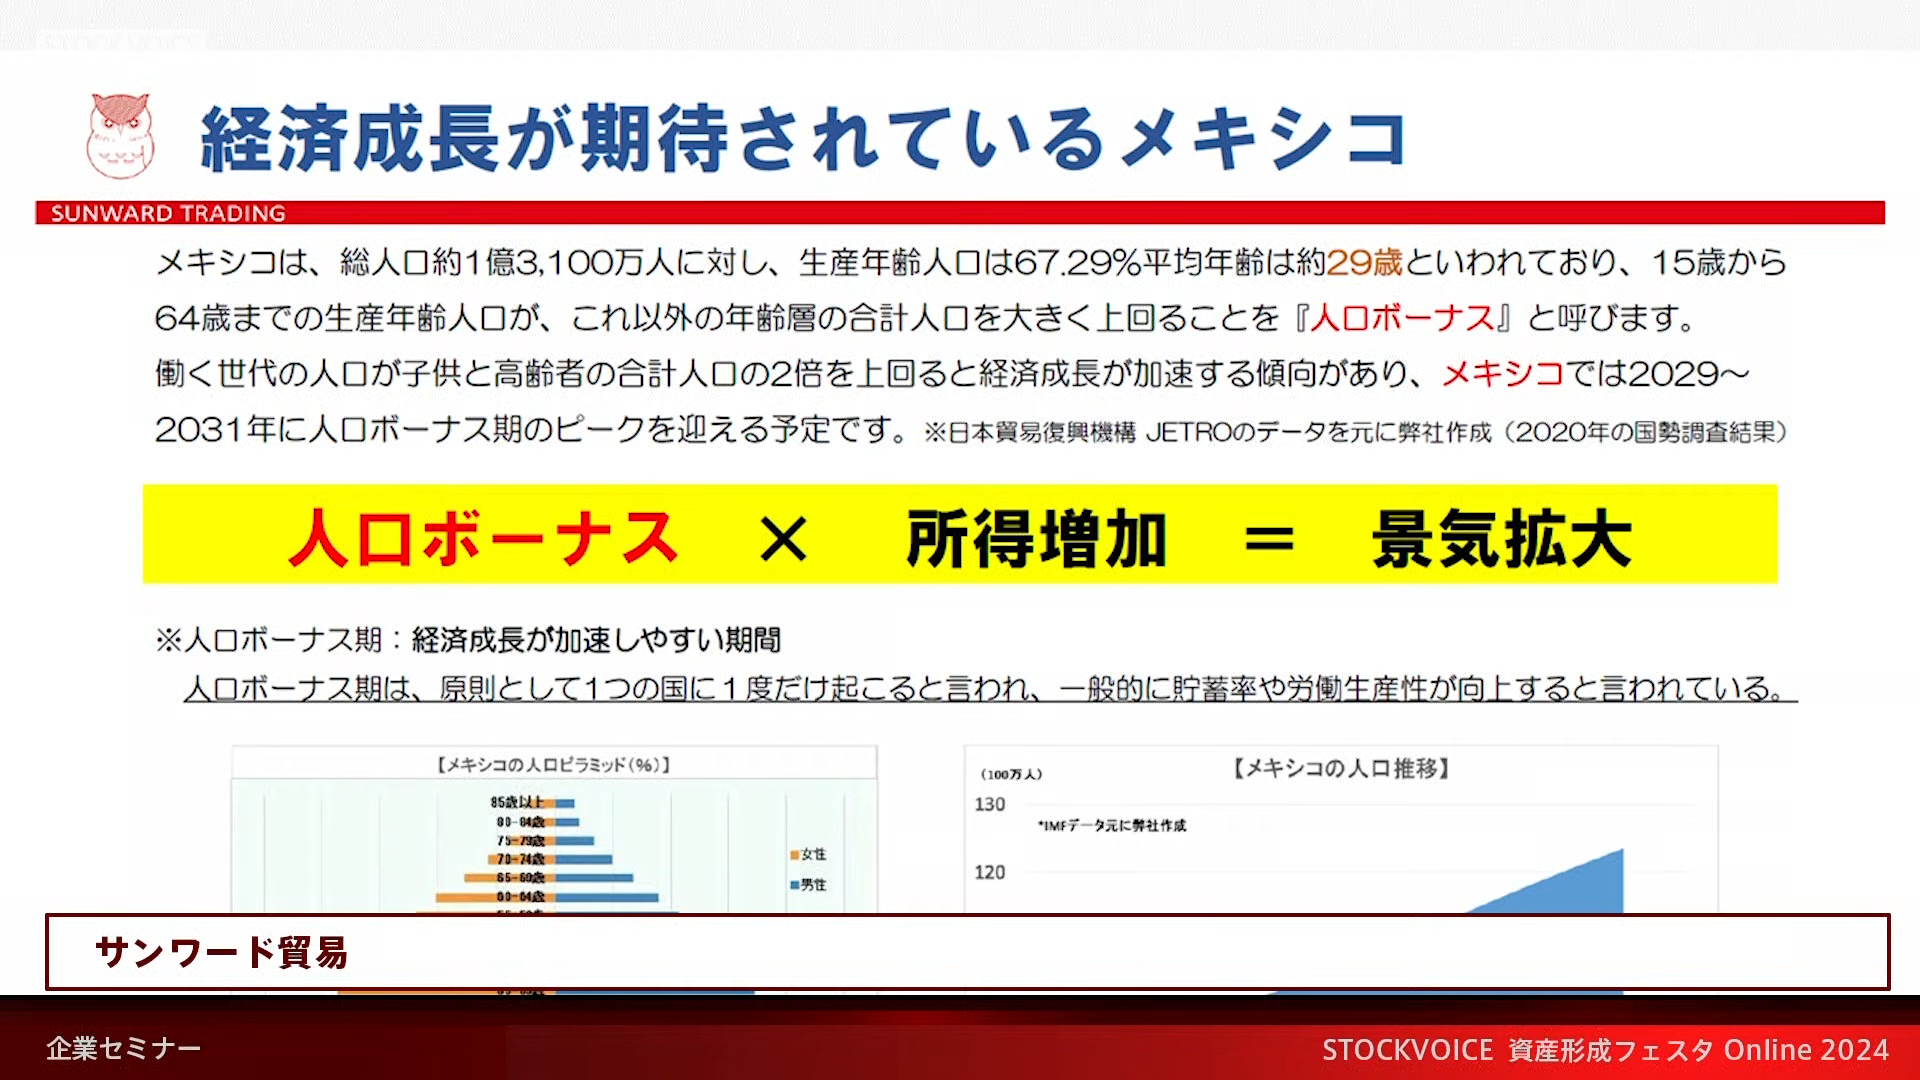 経済成長が期待されているメキシコ
SUNWARD TRADING
メキシコは、総人口約1億3,100万人に対し、生産年齢人口は67.29%平均年齢は約29歳といわれており、15歳から
64歳までの生産年齢人口が、これ以外の年齢層の合計人口を大きく上回ることを『人口ボーナス』と呼びます。
働く世代の人口が子供と高齢者の合計人口の2倍を上回ると経済成長が加速する傾向があり、メキシコでは2029～
2031年に人口ボーナス期のピークを迎える予定です。※日本貿易復興機構 JETROのデータを元に弊社作成（2020年の国勢調査結果）
人口ボーナス × 所得増加 ＝ 景気拡大
※人口ボーナス期：経済成長が加速しやすい期間
人口ボーナス期は、原則として1つの国に１度だけ起こると言われ、一般的に貯蓄率や労働生産性が向上すると言われている。
【メキシコの人口ピラミッド（%）】
85歳以上
80-84歳
75-79歳
70-74歳
65-69歳
60-64歳
女性
男性
【メキシコの人口推移】
（100万人）
130
*IMFデータ元に弊社作成
120
サンワード貿易
企業セミナー
STOCKVOICE 資産形成フェスタ Online 2024